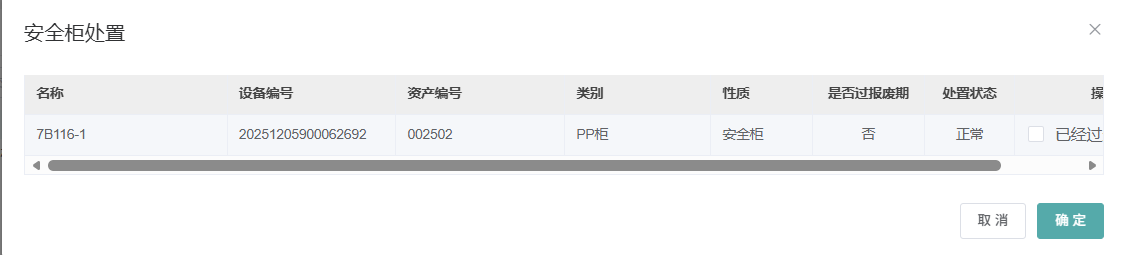 安全柜处置
名称 设备编号 资产编号 类别 性质 是否过报废期 处置状态 操
7B116-1 20251205900062692 002502 PP柜 安全柜 否 正常 已经过
取 消 确 定